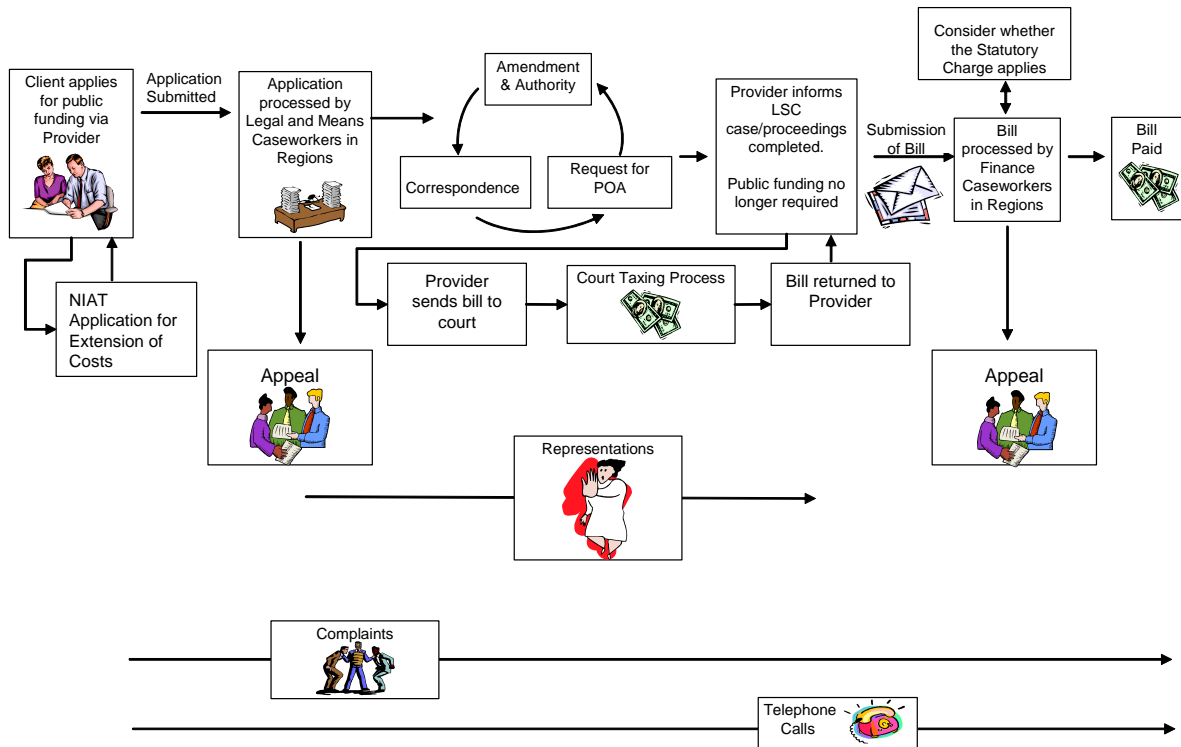 Client applies
for public
funding via
Provider
Application
Submitted
Application
processed by
Legal and Means
Caseworkers in
Regions
Amendment
& Authority
Correspondence
Request for
POA
Provider informs
LSC
case/proceedings
completed.
Public funding no
longer required
Submission
of Bill
Consider whether
the Statutory
Charge applies
Bill
processed by
Finance
Caseworkers
in Regions
Bill
Paid
NIAT
Application for
Extension of
Costs
Provider
sends bill to
court
Court Taxing Process
Bill returned to
Provider
Appeal
Appeal
Representations
Complaints
Telephone
Calls